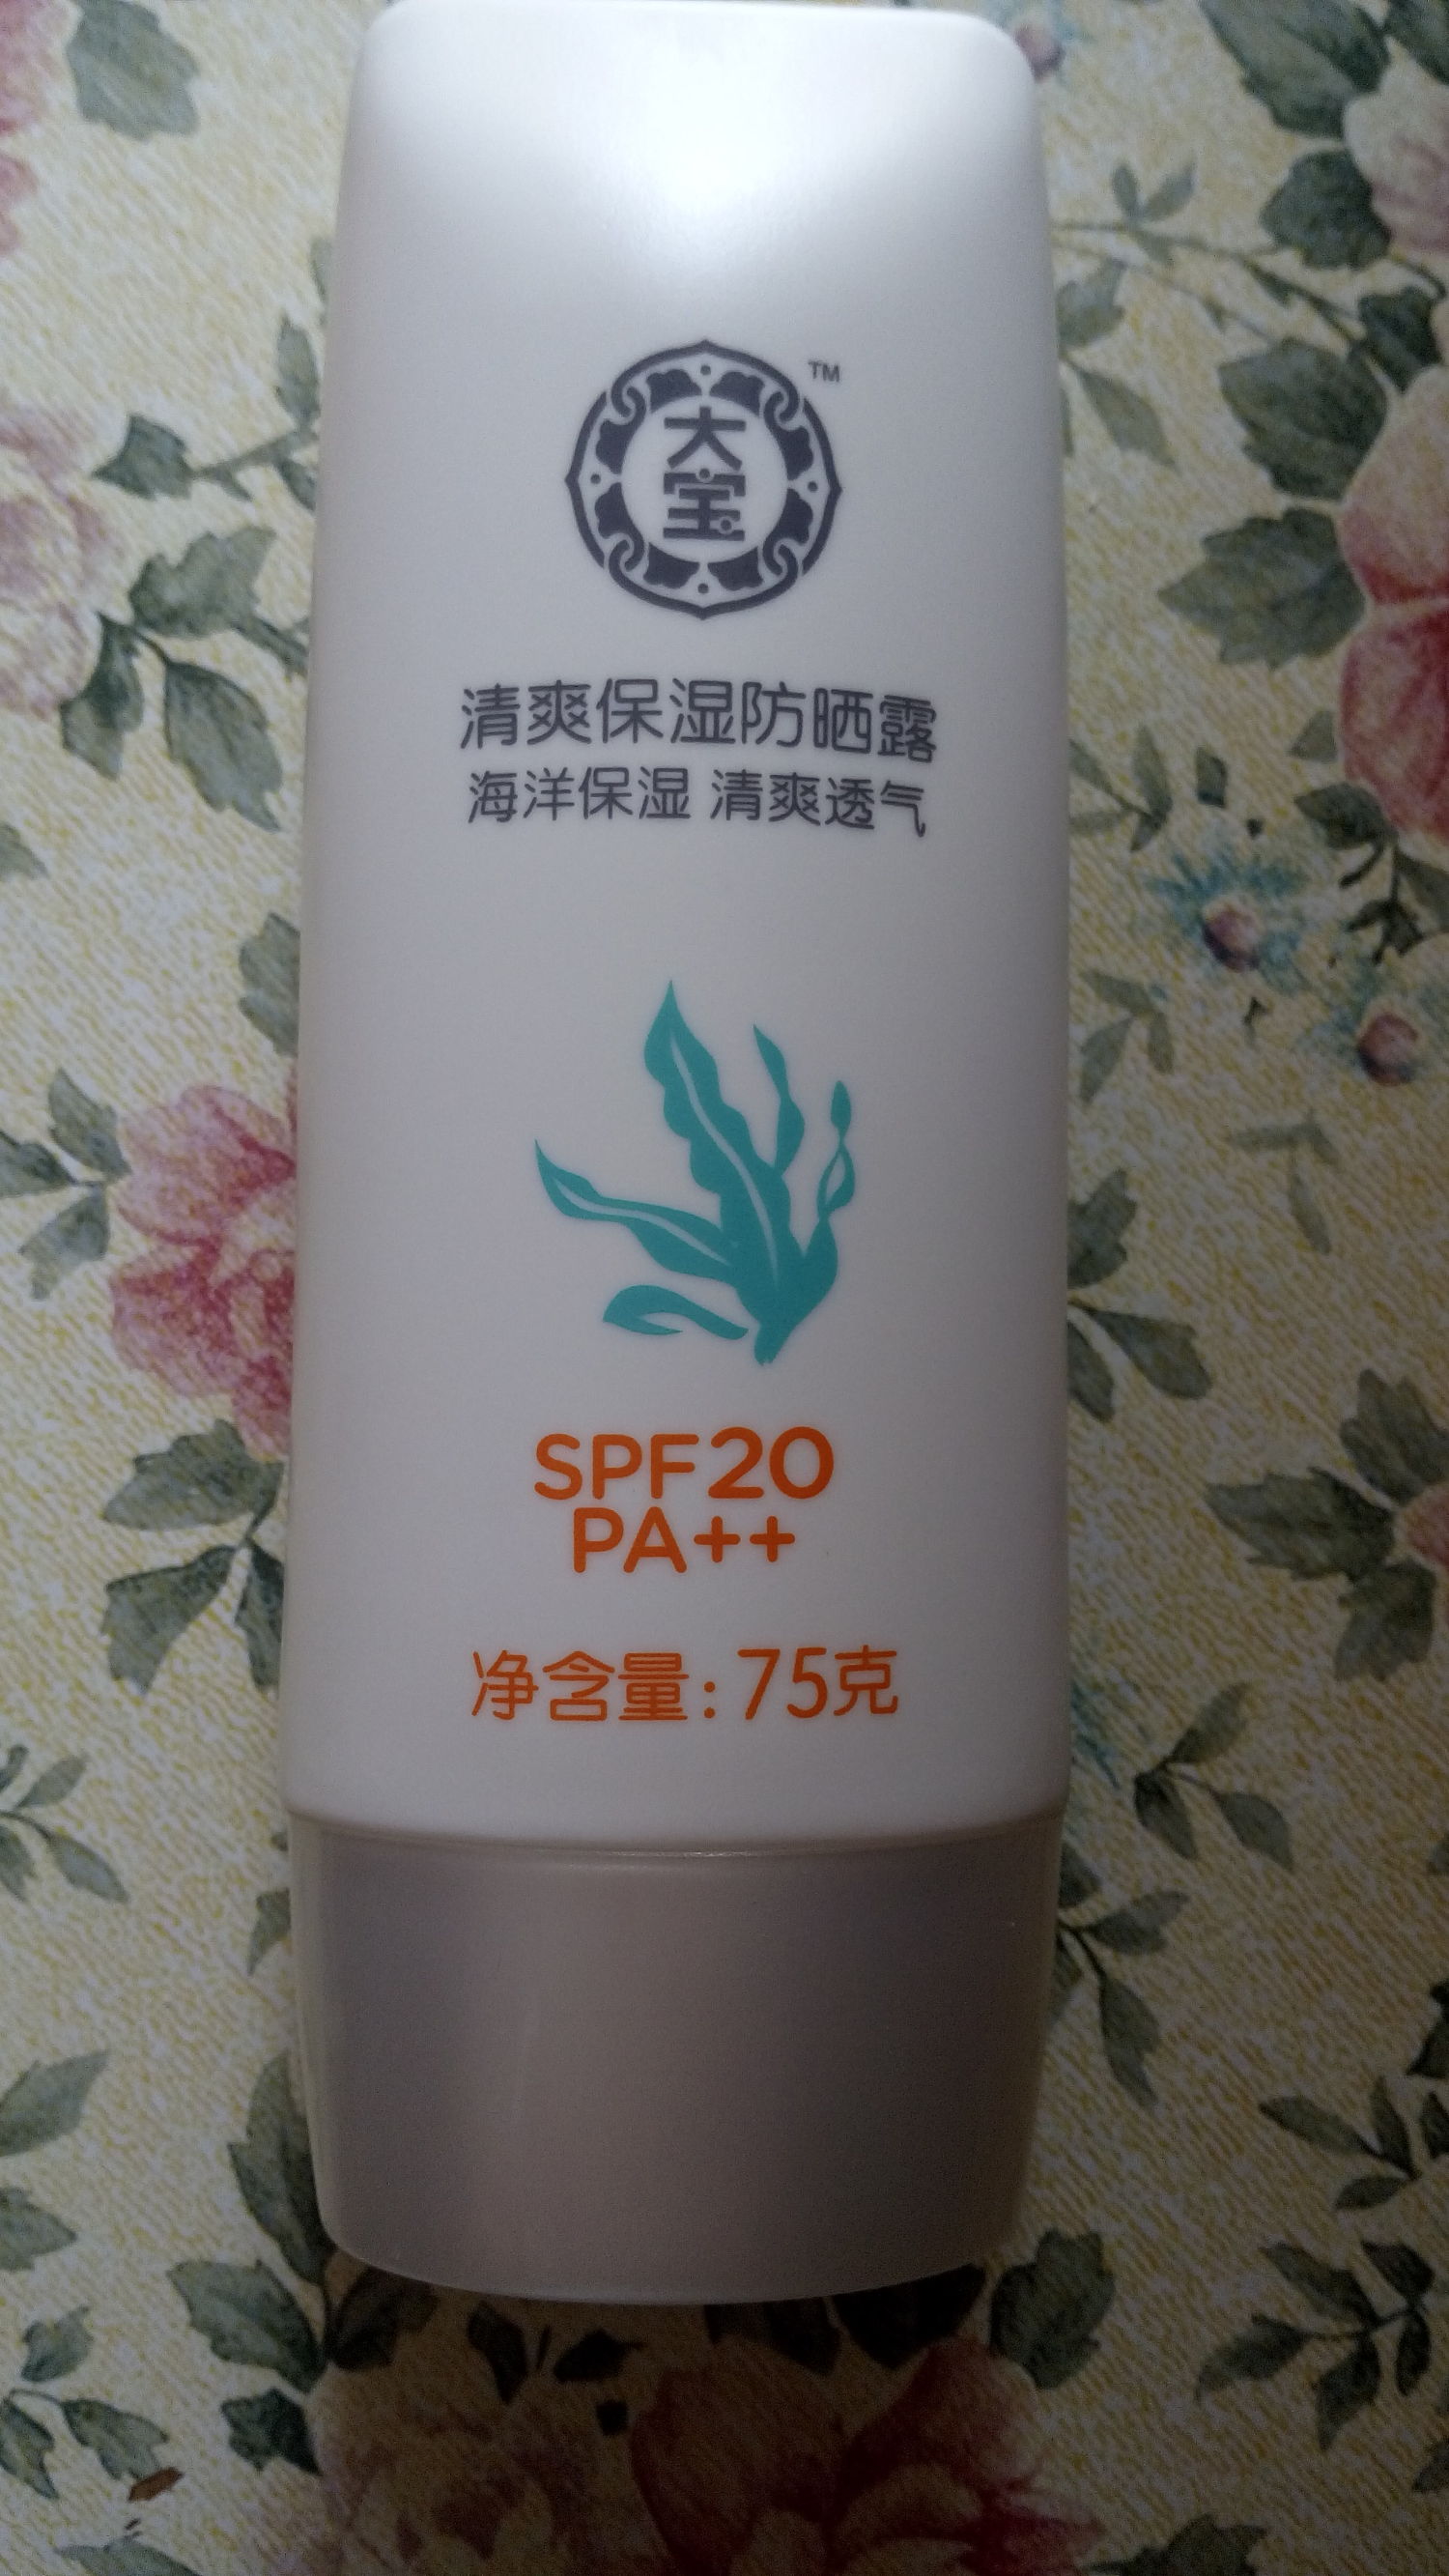 大宝
TM
清爽保湿防晒露
海洋保湿 清爽透气
SPF20
PA++
净含量:75克